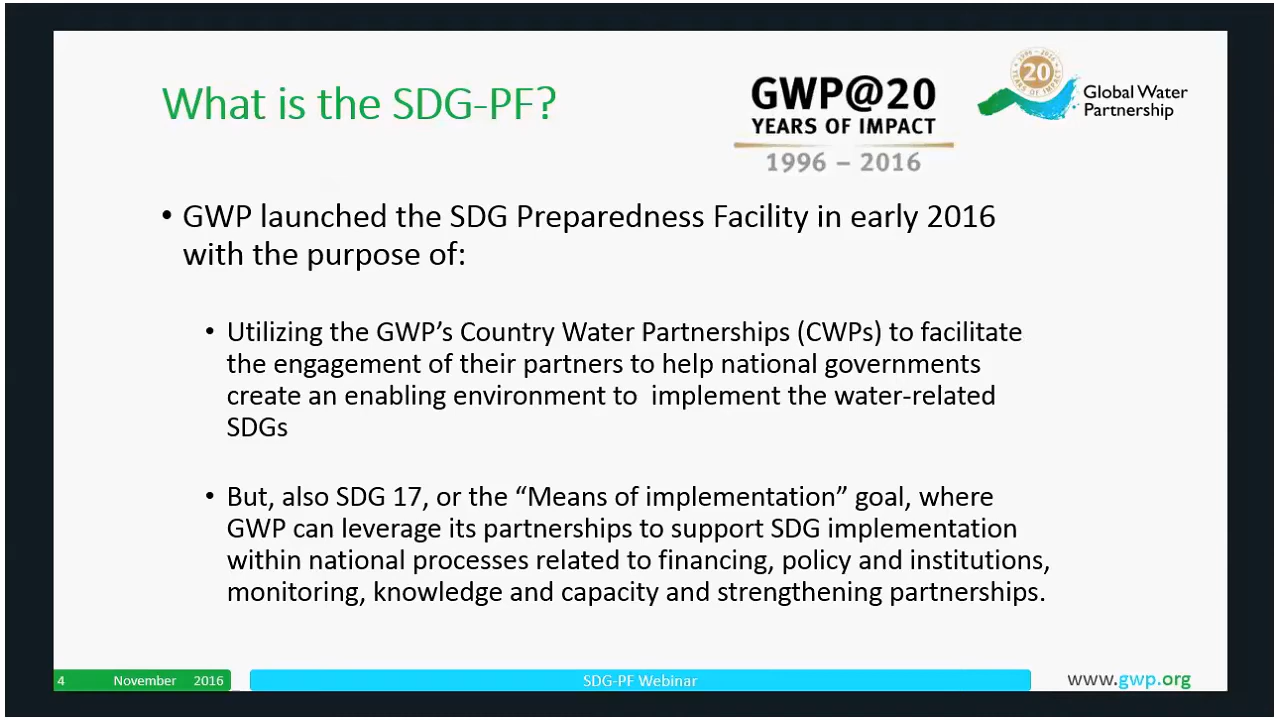 What is the SDG-PF?
GWP@20
YEARS OF IMPACT
1996 – 2016
20
YEARS OF IMPACT
Global Water
Partnership
• GWP launched the SDG Preparedness Facility in early 2016
with the purpose of:
• Utilizing the GWP’s Country Water Partnerships (CWPs) to facilitate
the engagement of their partners to help national governments
create an enabling environment to  implement the water-related
SDGs
• But, also SDG 17, or the “Means of implementation” goal, where
GWP can leverage its partnerships to support SDG implementation
within national processes related to financing, policy and institutions,
monitoring, knowledge and capacity and strengthening partnerships.
4 November 2016
SDG-PF Webinar
www.gwp.org